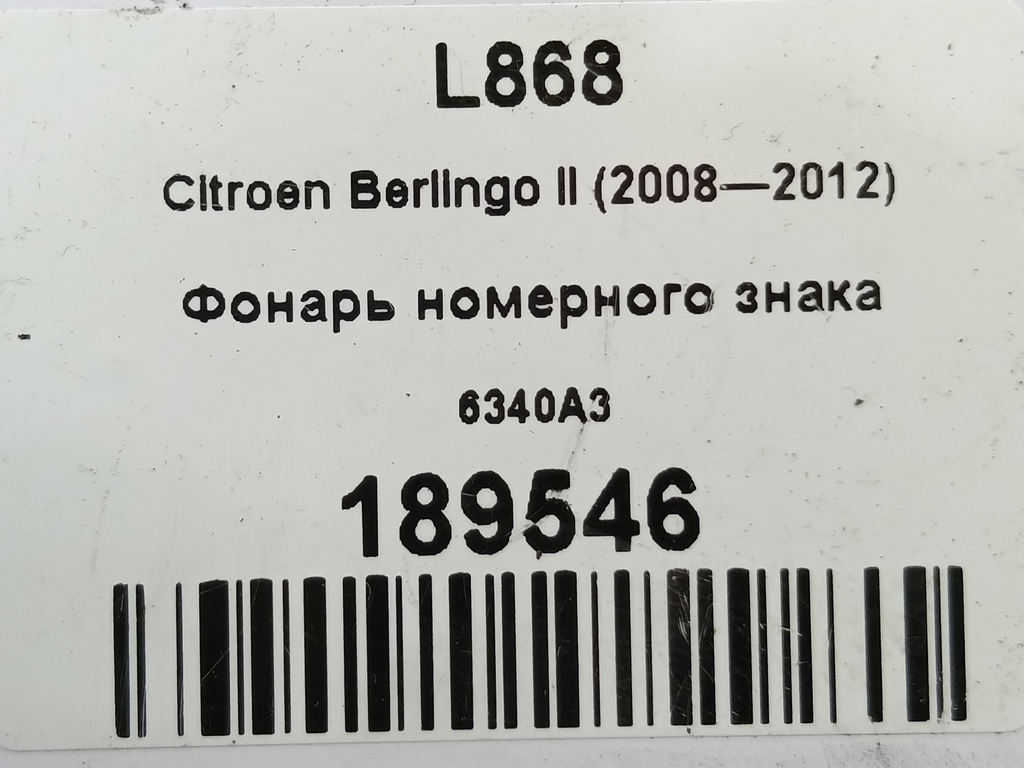 L868
Citroen Berlingo II (2008—2012)
Фонарь номерного знака
6340A3
189546